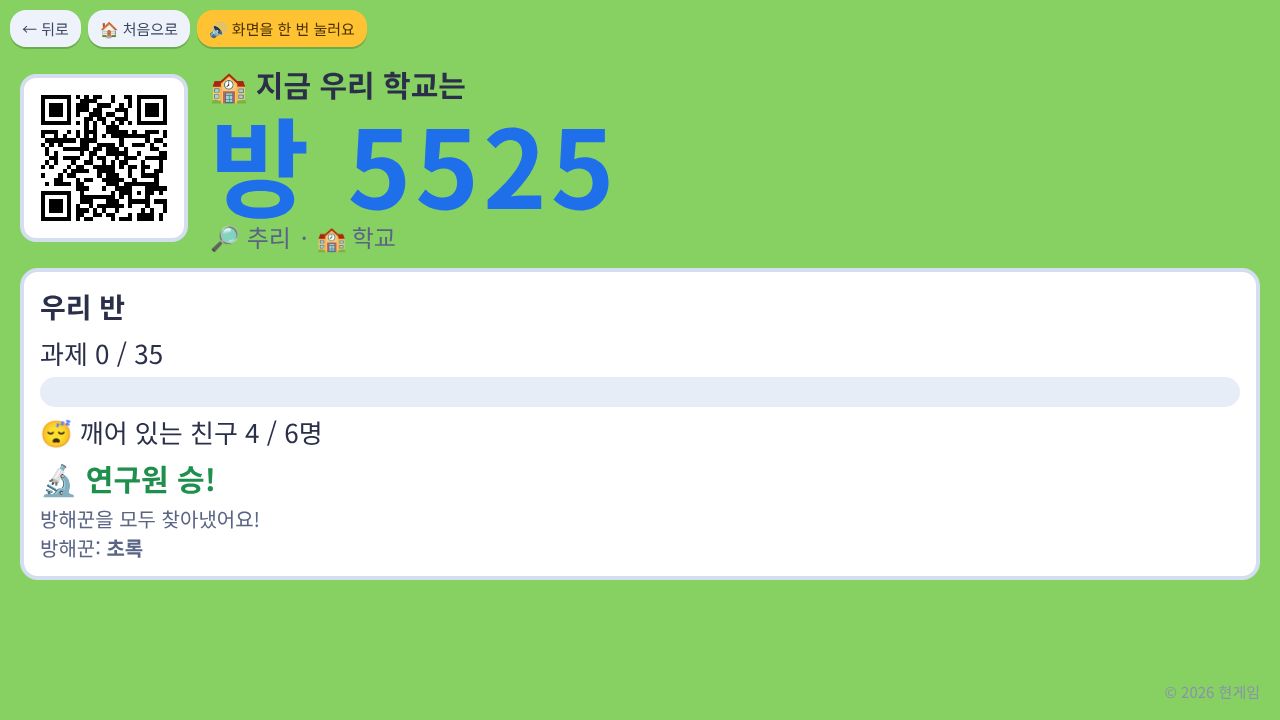 ← 뒤로
🏠 처음으로
🔊 화면을 한 번 눌러요
🏫 지금 우리 학교는
방 5525
🔎 추리 · 🏫 학교
우리 반
과제 0 / 35
😴 깨어 있는 친구 4 / 6명
🔬 연구원 승!
방해꾼을 모두 찾아냈어요!
방해꾼: 초록
© 2026 현게임